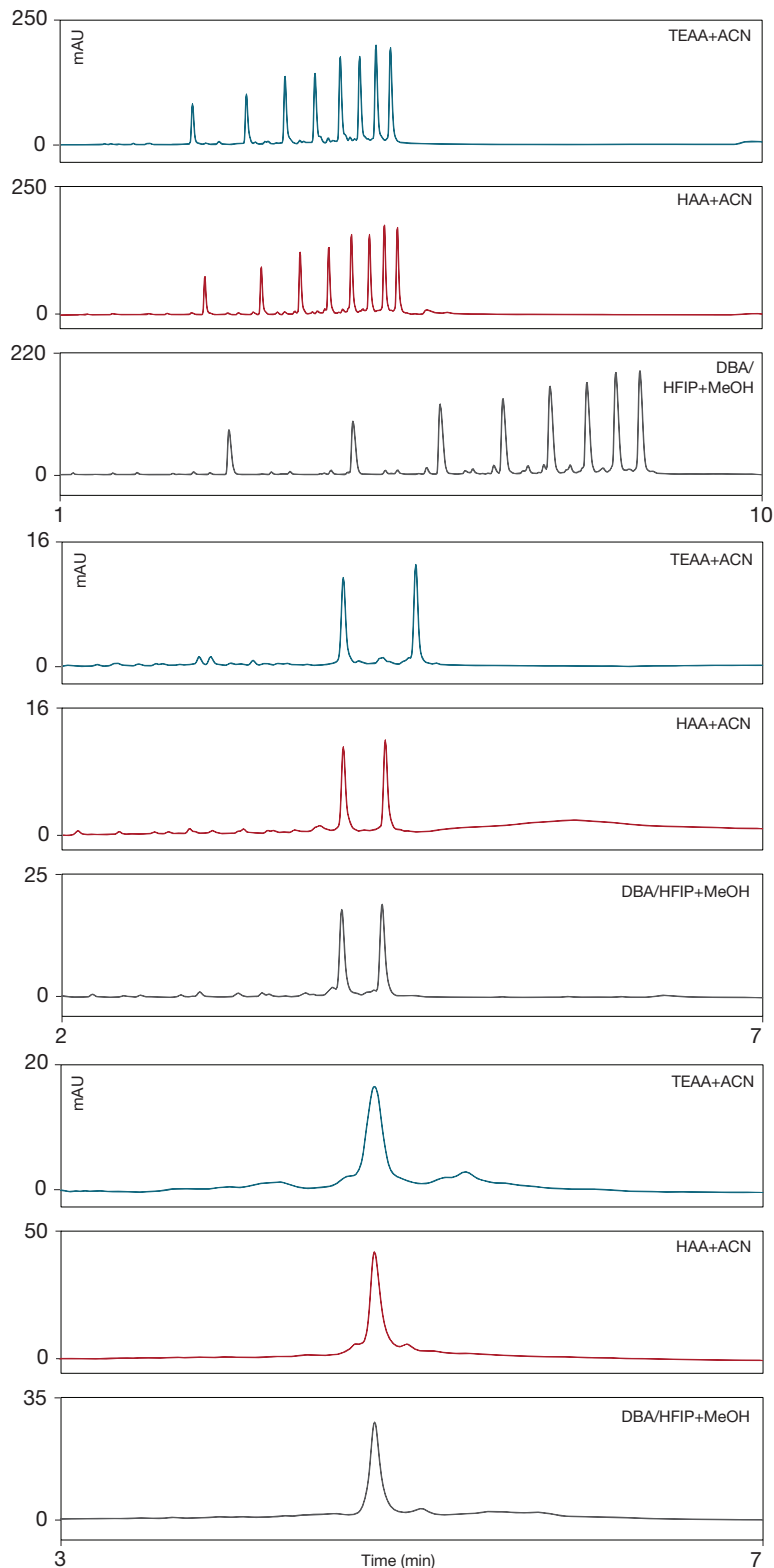 250
mAU
TEAA+ACN
0
250
HAA+ACN
0
220
DBA/
HFIP+MeOH
0
1 10
16
mAU
TEAA+ACN
0
16
HAA+ACN
0
25
DBA/HFIP+MeOH
0
2 7
20
mAU
TEAA+ACN
0
50
HAA+ACN
0
35
DBA/HFIP+MeOH
0
3 Time (min) 7